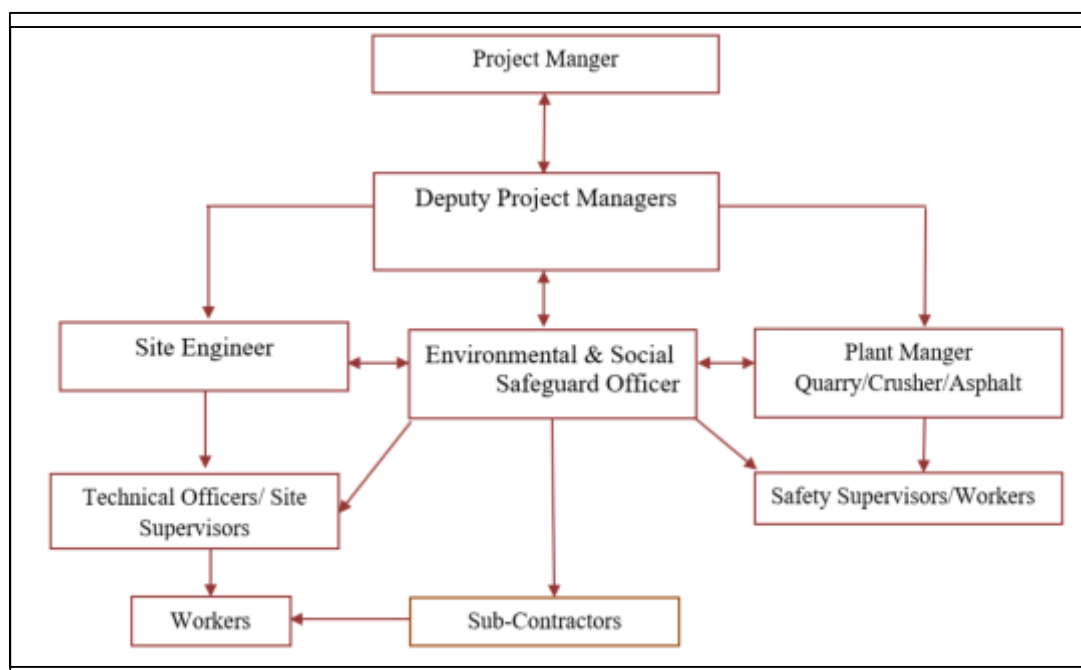 Project Manger
Deputy Project Managers
Site Engineer
Environmental & Social
Safeguard Officer
Plant Manger
Quarry/Crusher/Asphalt
Technical Officers/ Site
Supervisors
Safety Supervisors/Workers
Workers
Sub-Contractors